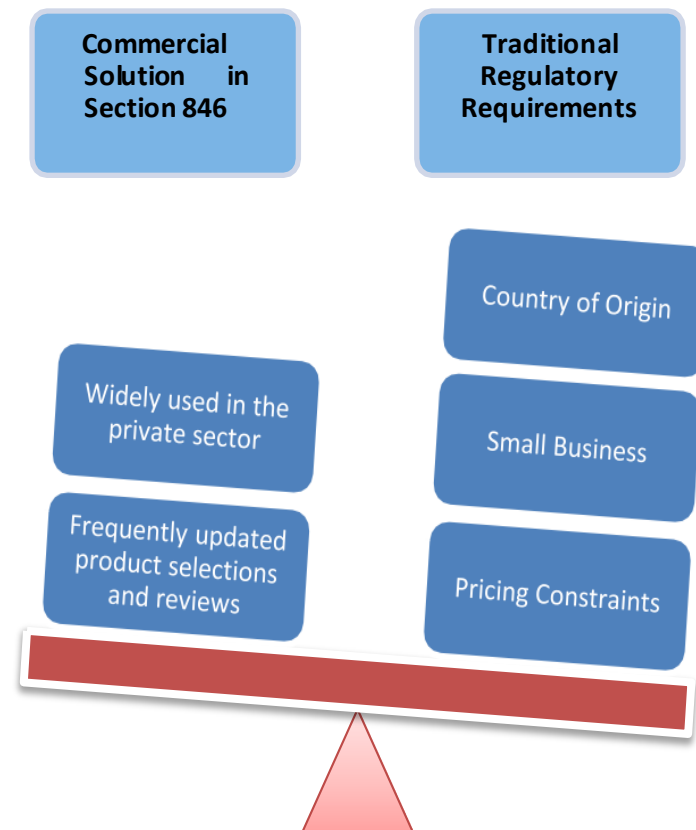 Commercial
Solution in
Section 846
Traditional
Regulatory
Requirements
Widely used in the
private sector
Frequently updated
product selections
and reviews
Country of Origin
Small Business
Pricing Constraints